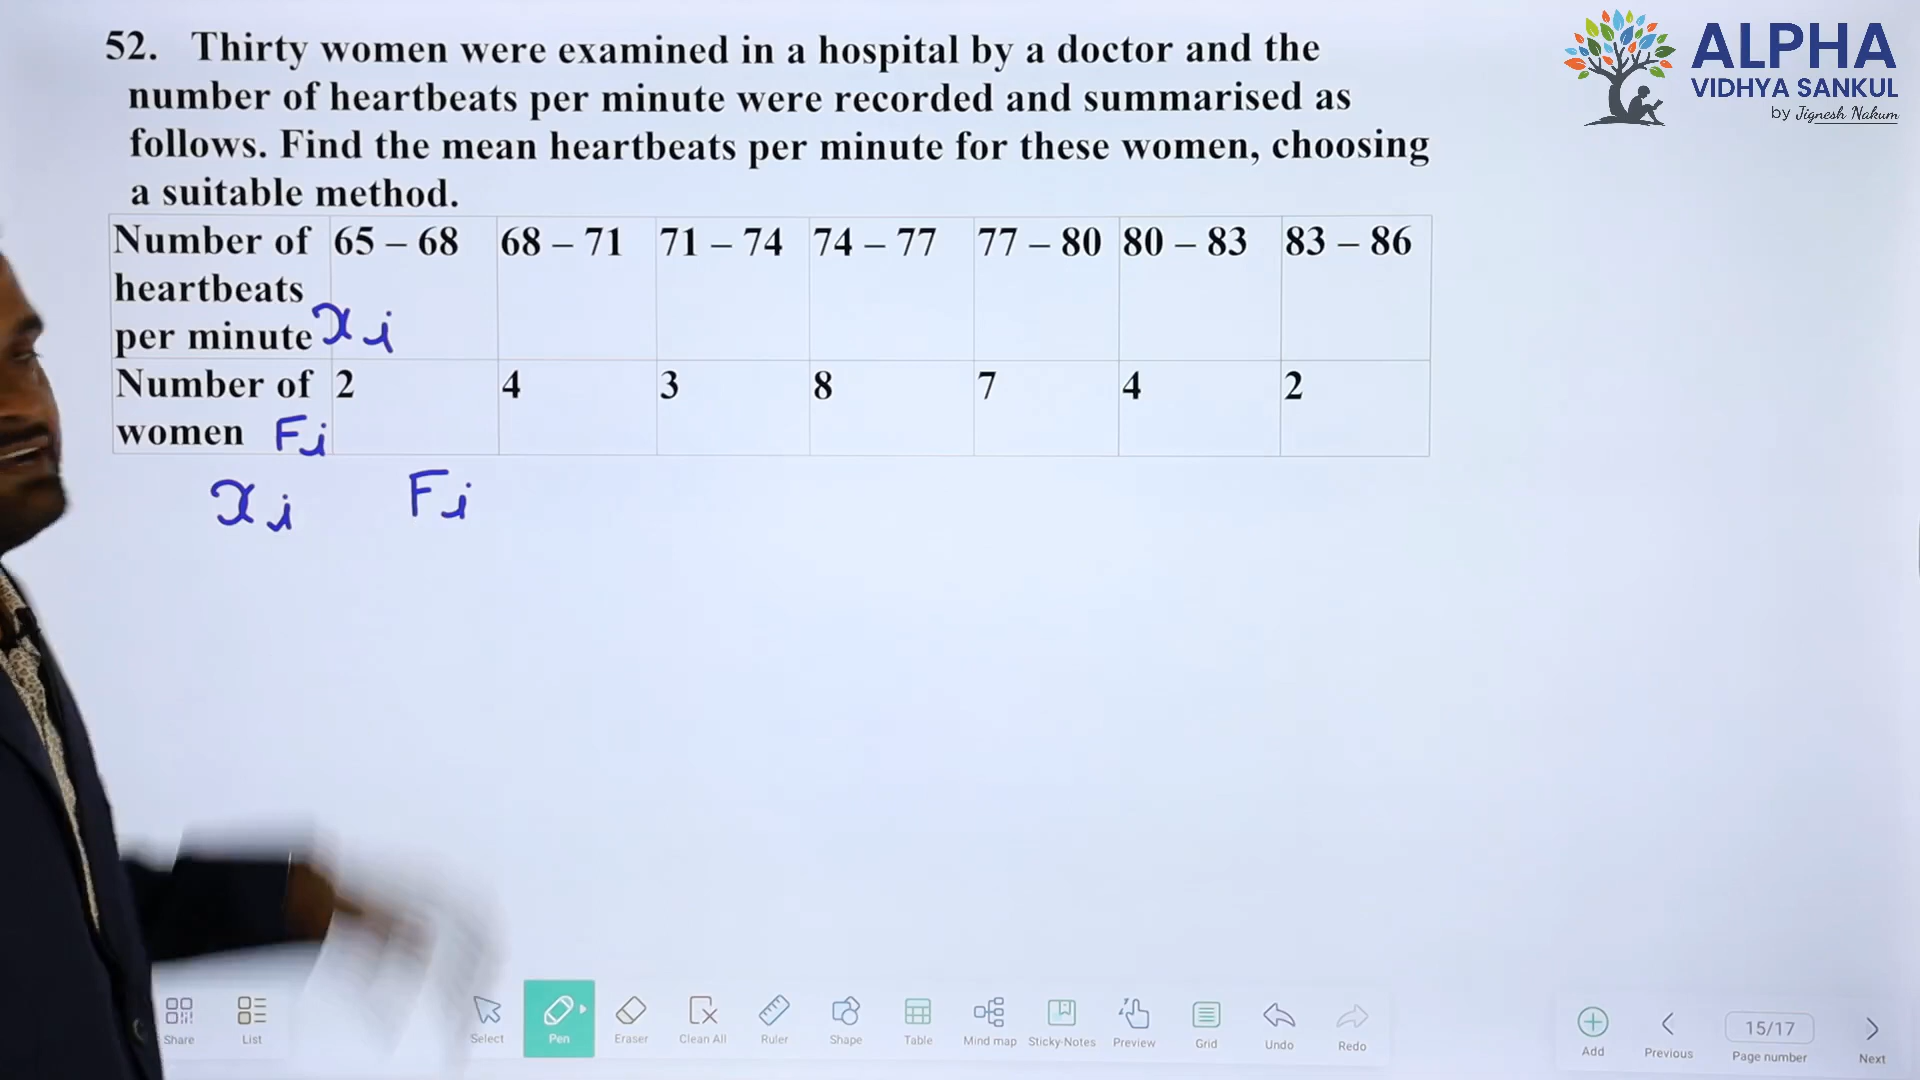 52. Thirty women were examined in a hospital by a doctor and the
number of heartbeats per minute were recorded and summarised as
follows. Find the mean heartbeats per minute for these women, choosing
a suitable method.
Number of heartbeats per minute xi 65 – 68 68 – 71 71 – 74 74 – 77 77 – 80 80 – 83 83 – 86
Number of women Fi 2 4 3 8 7 4 2
xi Fi
ALPHA
VIDHYA SANKUL
by Jignesh Nakum
Share List Select Pen Eraser Clean All Ruler Shape Table Mind map Sticky-Notes Preview Grid Undo Redo Add Previous 15/17 Page number Next